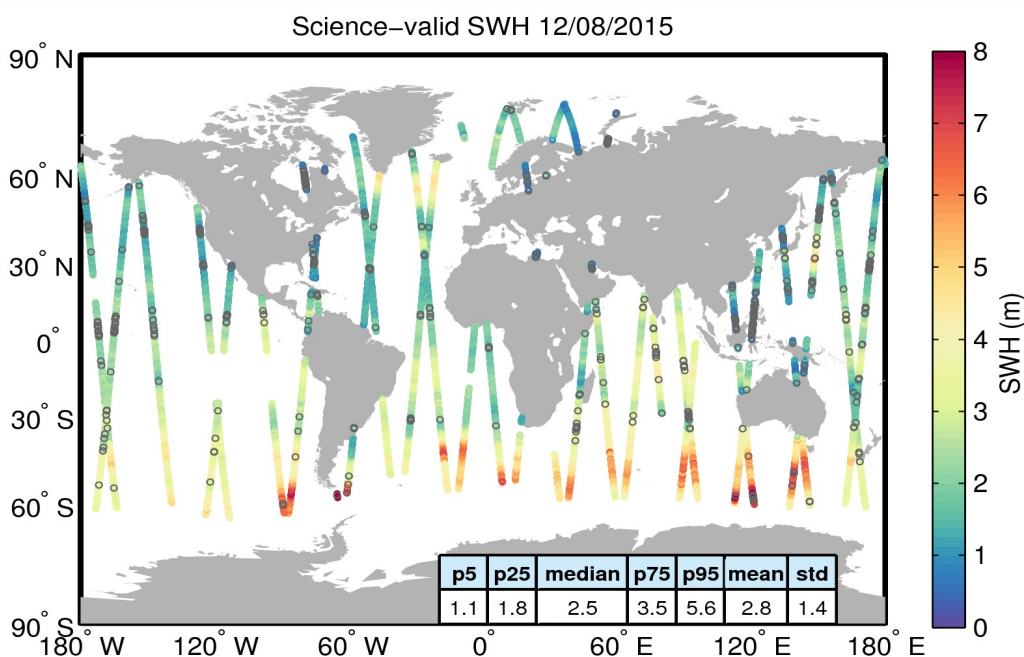 Science−valid SWH 12/08/2015
90° N
60° N
30° N
0°
30° S
60° S
90° S
180° W
120° W
60° W
0°
60° E
120° E
180° E
p5 p25 median p75 p95 mean std
1.1 1.8 2.5 3.5 5.6 2.8 1.4
8
7
6
5
4
3
2
1
0
SWH (m)